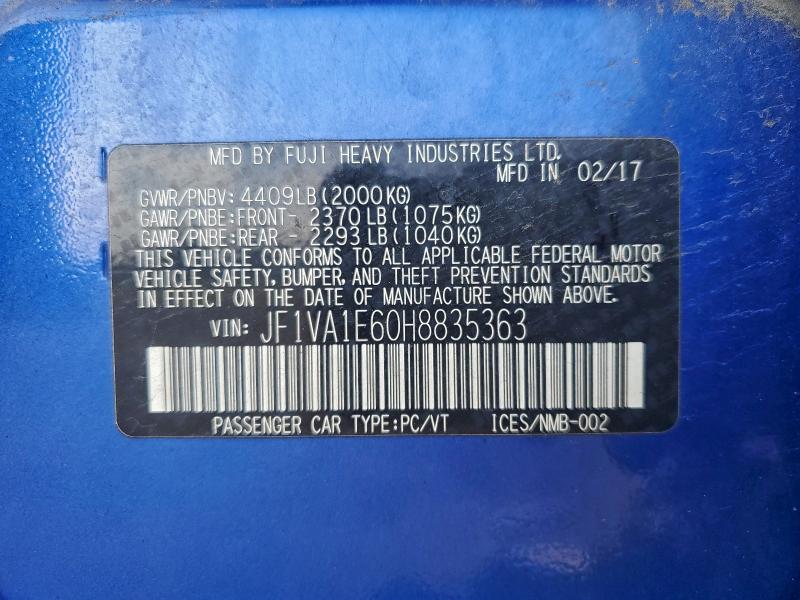 MFD BY FUJI HEAVY INDUSTRIES LTD.
MFD IN 02/17
GVWR/PNBV: 4409LB(2000KG)
GAWR/PNBE:FRONT- 2370LB(1075KG)
GAWR/PNBE:REAR - 2293LB(1040KG)
THIS VEHICLE CONFORMS TO ALL APPLICABLE FEDERAL MOTOR
VEHICLE SAFETY, BUMPER, AND THEFT PREVENTION STANDARDS
IN EFFECT ON THE DATE OF MANUFACTURE SHOWN ABOVE.
VIN: JF1VA1E60H8835363
PASSENGER CAR TYPE:PC/VT ICES/NMB-002